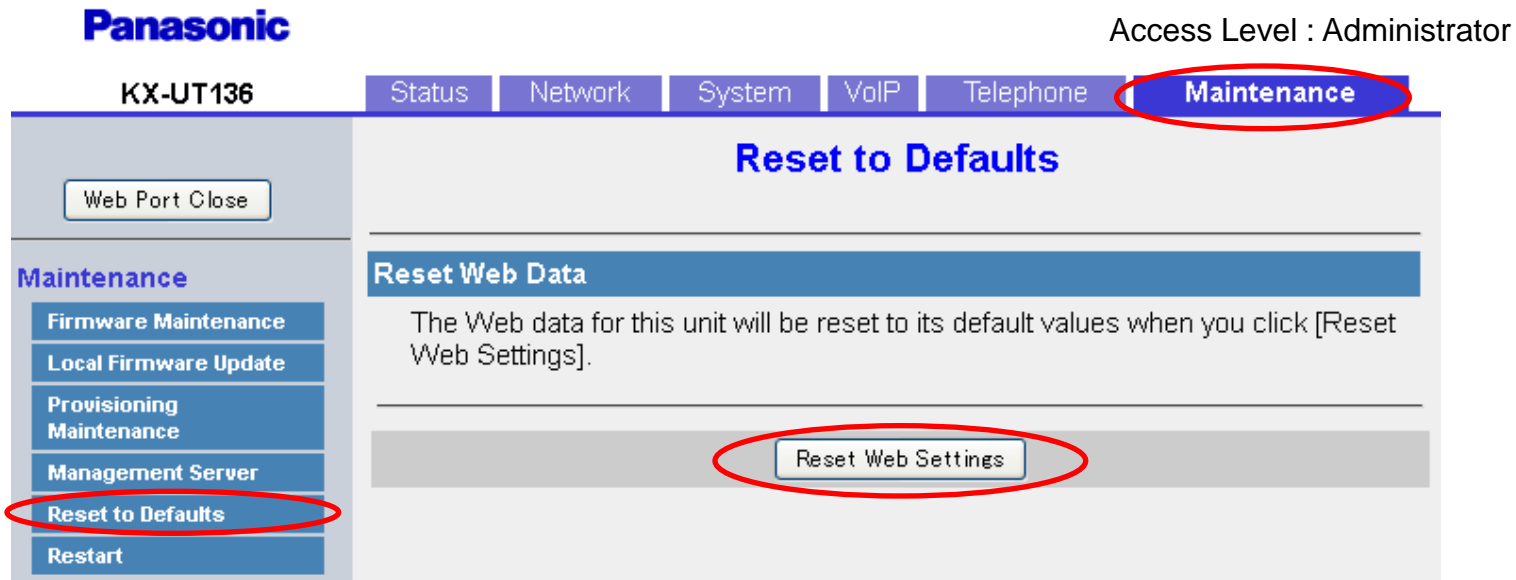 Panasonic
Access Level : Administrator
KX-UT136
Status Network System VoIP Telephone Maintenance
Web Port Close
Maintenance
Firmware Maintenance
Local Firmware Update
Provisioning
Maintenance
Management Server
Reset to Defaults
Restart
Reset to Defaults
Reset Web Data
The Web data for this unit will be reset to its default values when you click [Reset
Web Settings].
Reset Web Settings